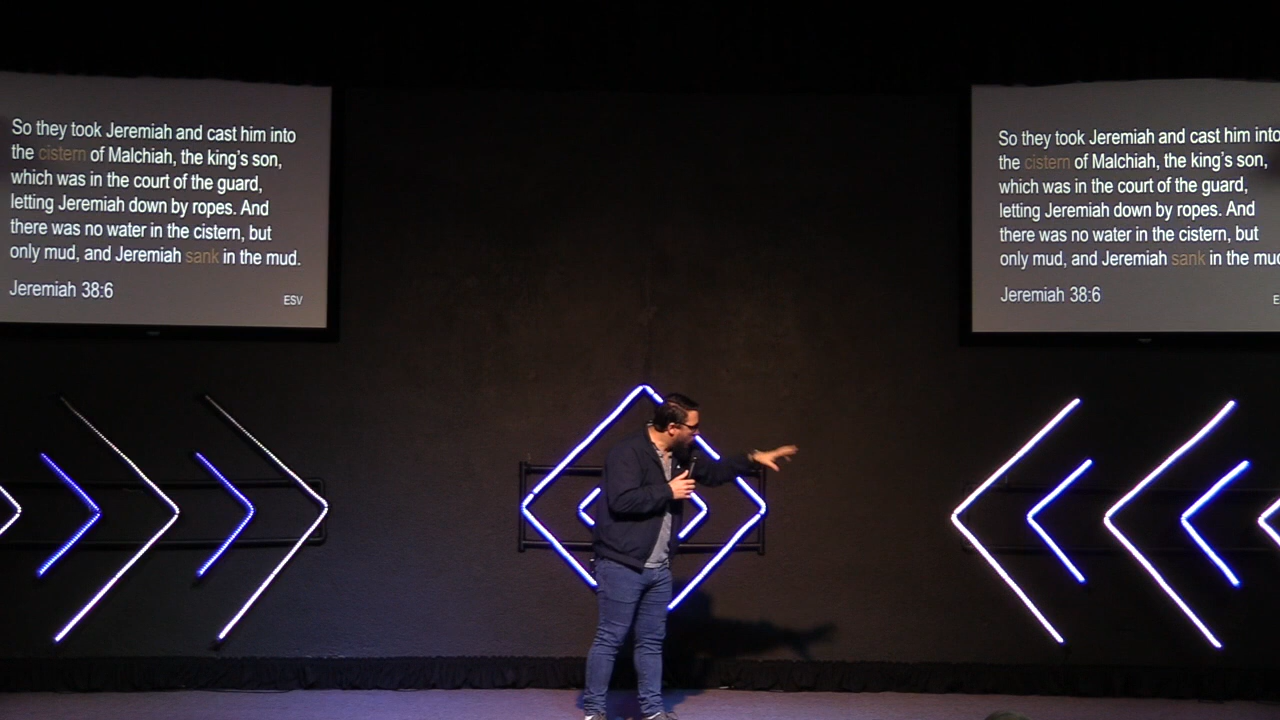 So they took Jeremiah and cast him into
the cistern of Malchiah, the king's son,
which was in the court of the guard,
letting Jeremiah down by ropes. And
there was no water in the cistern, but
only mud, and Jeremiah sank in the mud.
Jeremiah 38:6
ESV
So they took Jeremiah and cast him into
the cistern of Malchiah, the king's son,
which was in the court of the guard,
letting Jeremiah down by ropes. And
there was no water in the cistern, but
only mud, and Jeremiah sank in the
Jeremiah 38:6